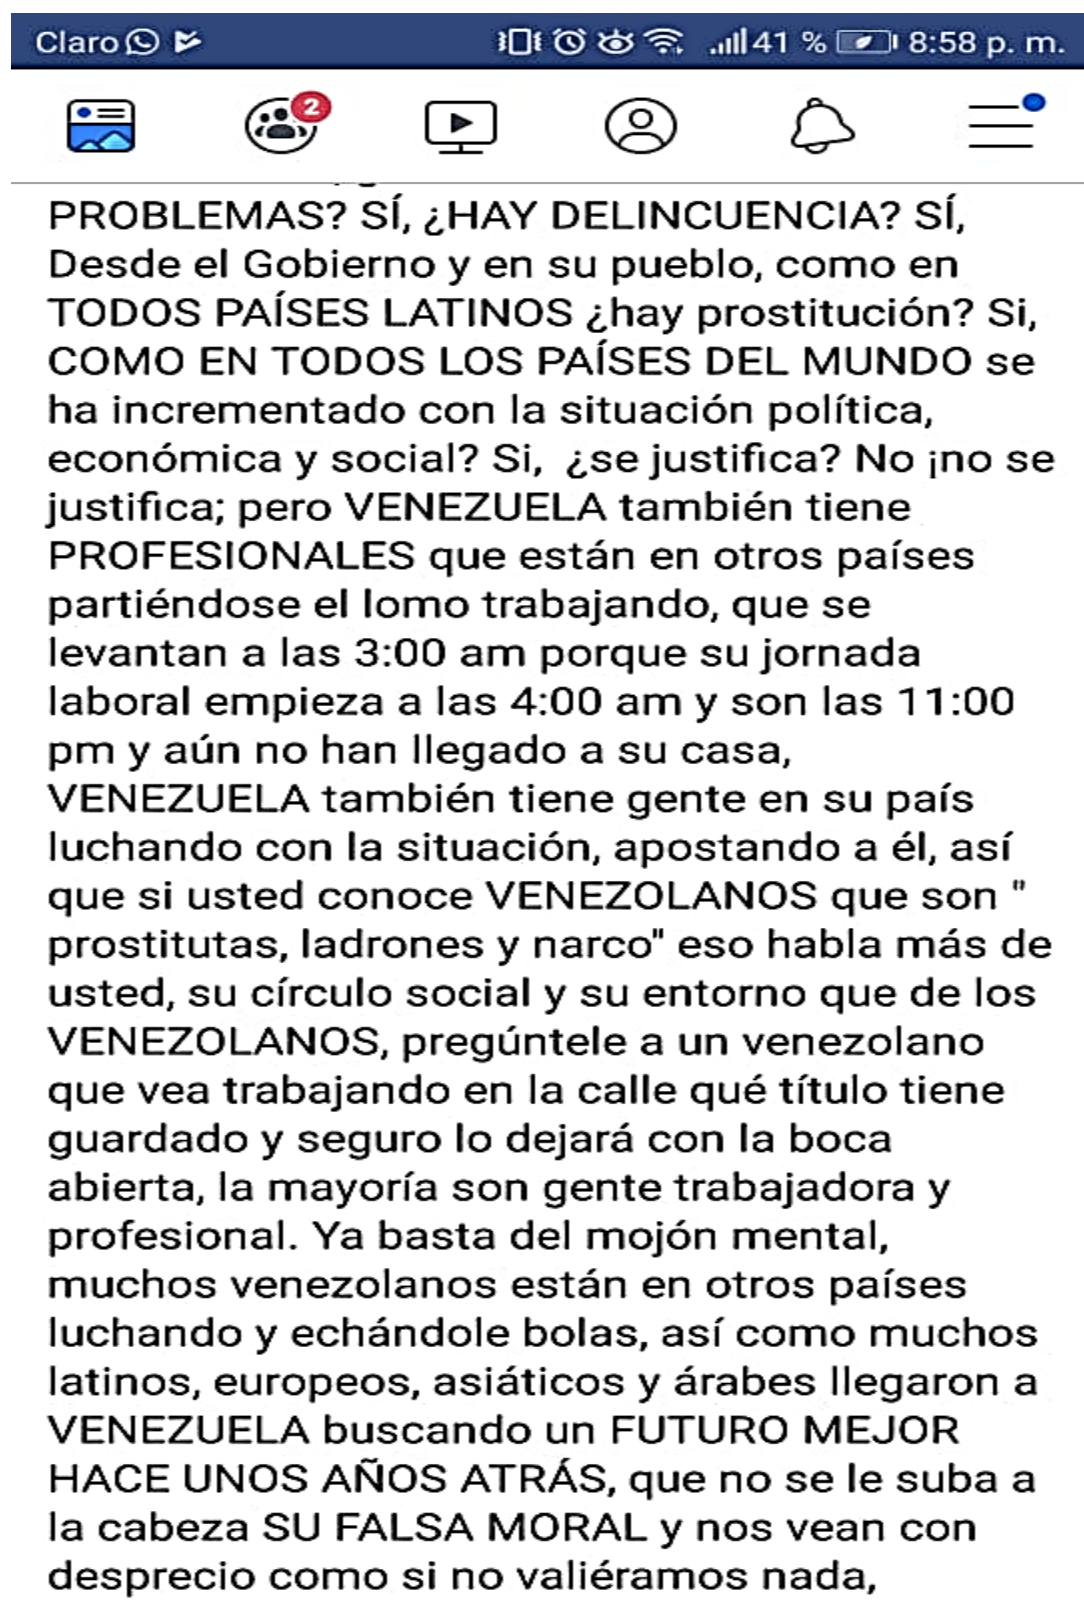 Claro 41 % 8:58 p. m.
2
PROBLEMAS? SÍ, ¿HAY DELINCUENCIA? SÍ,
Desde el Gobierno y en su pueblo, como en
TODOS PAÍSES LATINOS ¿hay prostitución? Si,
COMO EN TODOS LOS PAÍSES DEL MUNDO se
ha incrementado con la situación política,
económica y social? Si, ¿se justifica? No ¡no se
justifica; pero VENEZUELA también tiene
PROFESIONALES que están en otros países
partiéndose el lomo trabajando, que se
levantan a las 3:00 am porque su jornada
laboral empieza a las 4:00 am y son las 11:00
pm y aún no han llegado a su casa,
VENEZUELA también tiene gente en su país
luchando con la situación, apostando a él, así
que si usted conoce VENEZOLANOS que son "
prostitutas, ladrones y narco" eso habla más de
usted, su círculo social y su entorno que de los
VENEZOLANOS, pregúntele a un venezolano
que vea trabajando en la calle qué título tiene
guardado y seguro lo dejará con la boca
abierta, la mayoría son gente trabajadora y
profesional. Ya basta del mojón mental,
muchos venezolanos están en otros países
luchando y echándole bolas, así como muchos
latinos, europeos, asiáticos y árabes llegaron a
VENEZUELA buscando un FUTURO MEJOR
HACE UNOS AÑOS ATRÁS, que no se le suba a
la cabeza SU FALSA MORAL y nos vean con
desprecio como si no valiéramos nada,